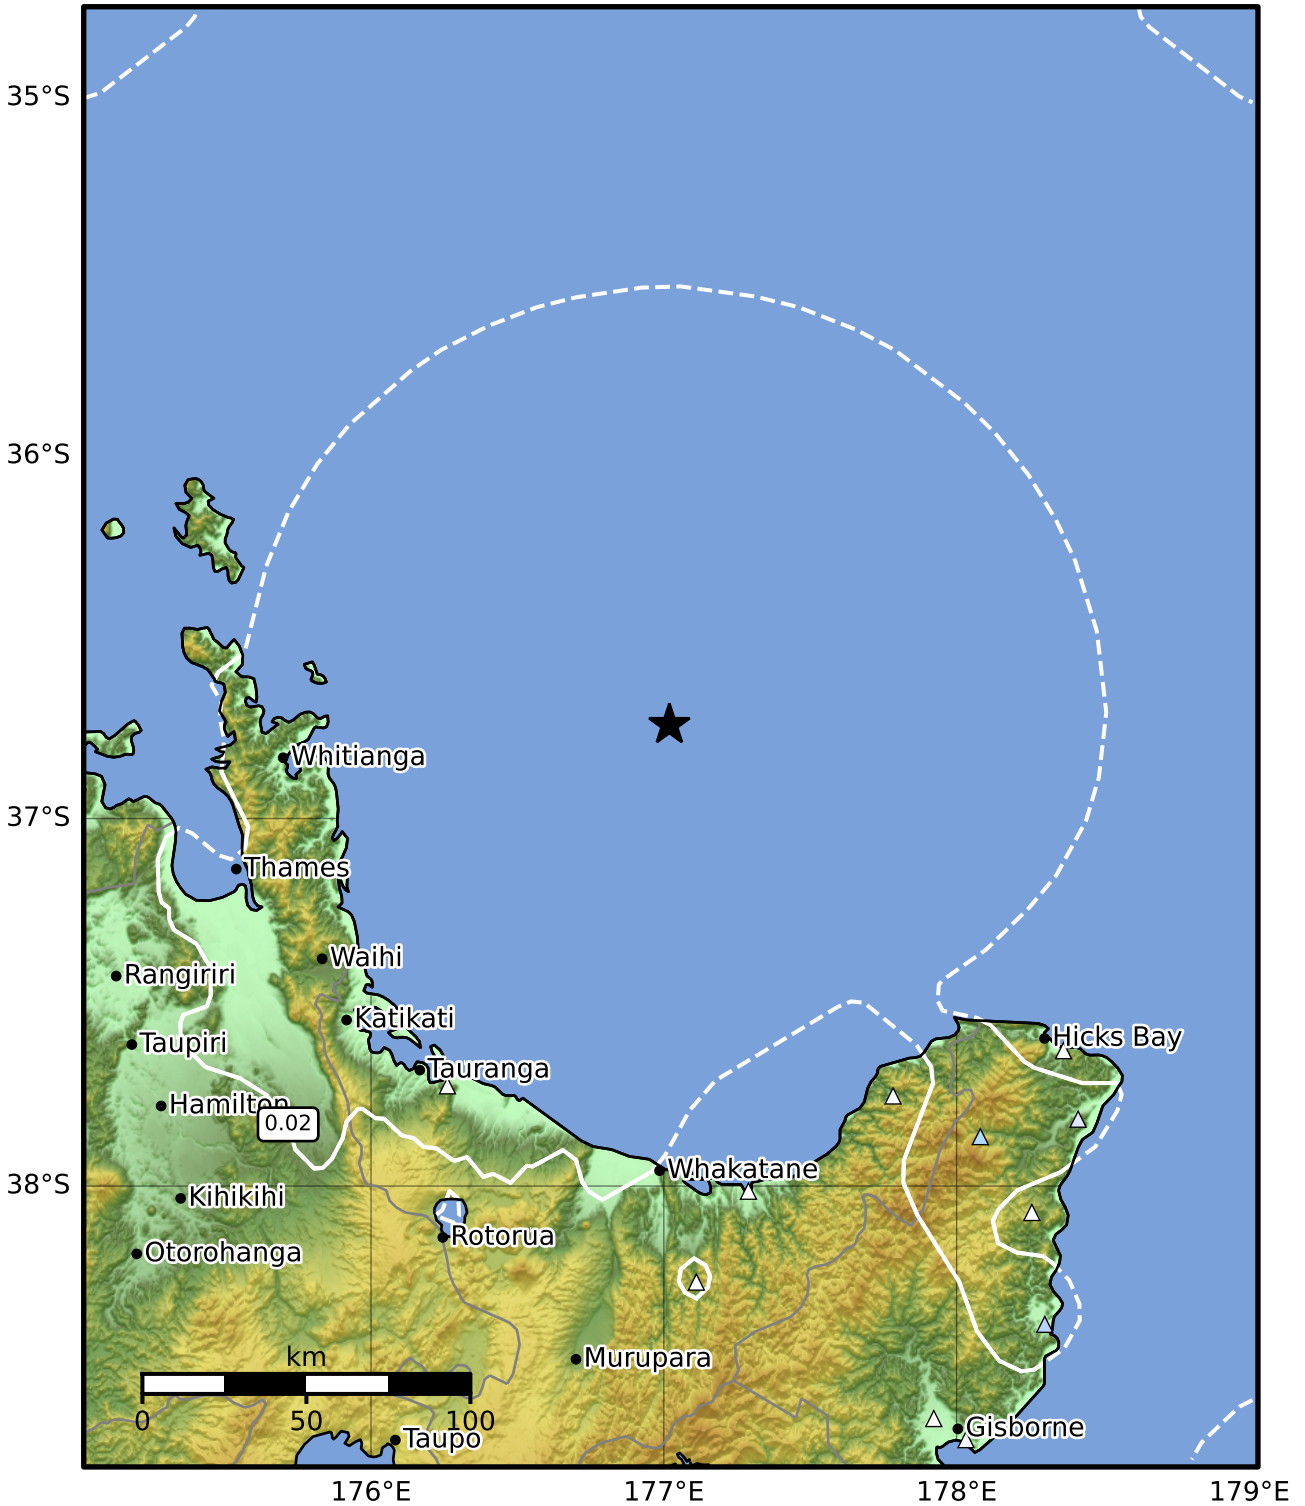 35°S
36°S
Whitianga
37°S
Thames
Waihi
Rangiriri
Katikati
Hicks Bay
Taupiri
Tauranga
Hamilton
0.02
Whakatane
38°S
Kihikihi
Rotorua
Otorohanga
km
Murupara
0 50 100
Gisborne
Taupo
176°E 177°E 178°E 179°E